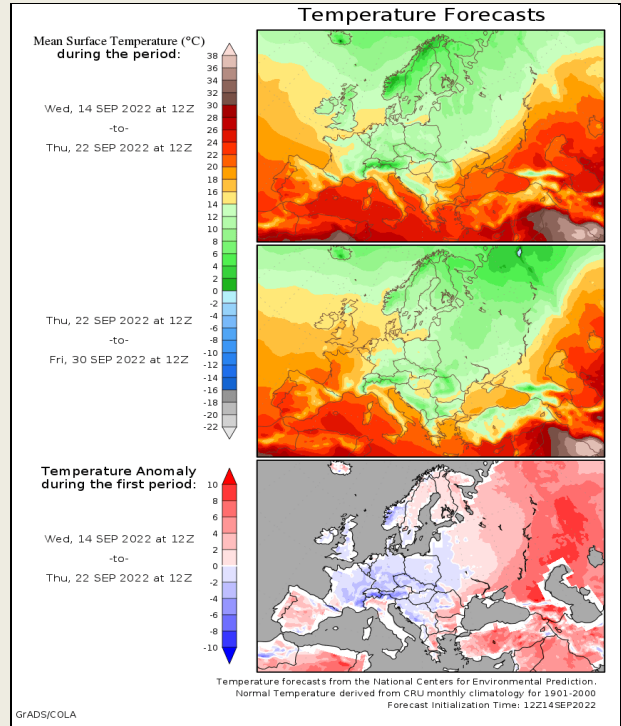 Temperature Forecasts
Mean Surface Temperature (°C)
during the period:
38
36
34
32
30
28
26
24
22
20
18
16
14
12
10
8
6
4
2
0
-2
-4
-6
-8
-10
-12
-14
-16
-18
-20
-22
Wed, 14 SEP 2022 at 12Z
-to-
Thu, 22 SEP 2022 at 12Z
Thu, 22 SEP 2022 at 12Z
-to-
Fri, 30 SEP 2022 at 12Z
Temperature Anomaly
during the first period:
10
8
6
4
2
0
-2
-4
-6
-8
-10
Wed, 14 SEP 2022 at 12Z
-to-
Thu, 22 SEP 2022 at 12Z
Temperature forecasts from the National Centers for Environmental Prediction.
Normal Temperature derived from CRU monthly climatology for 1901-2000
Forecast Initialization Time: 12Z14SEP2022
GrADS/COLA